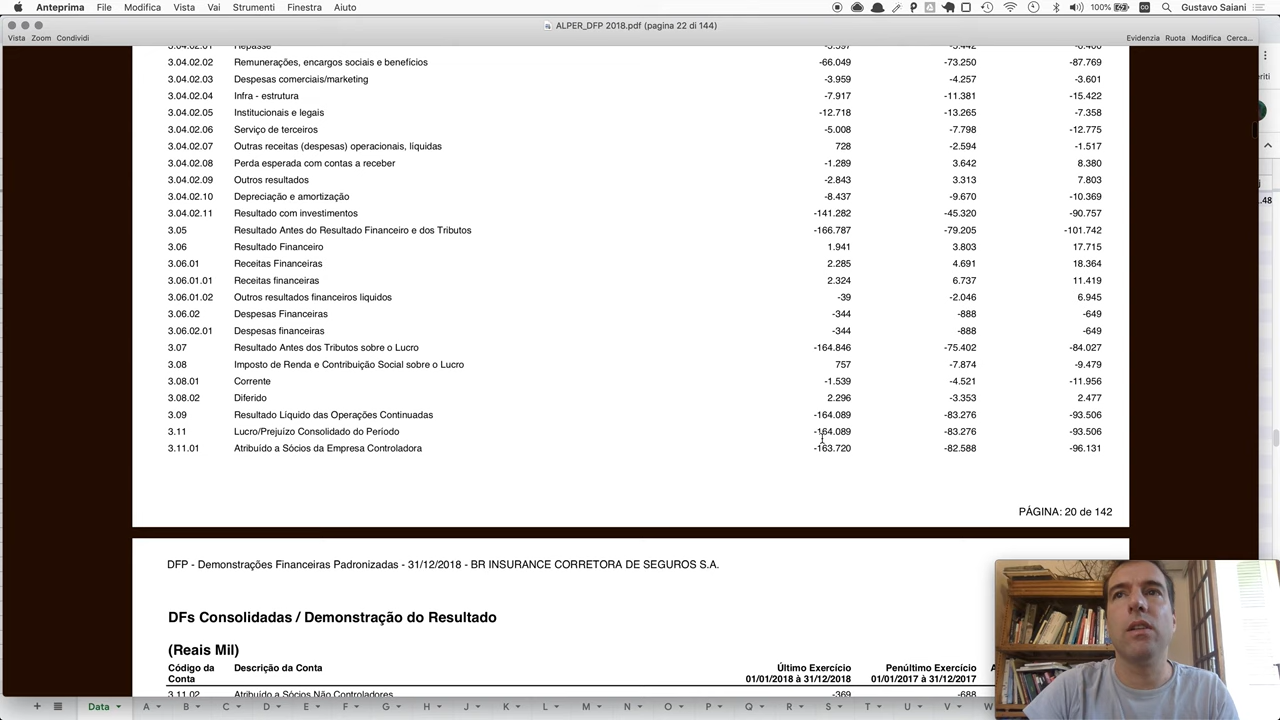 Anteprima File Modifica Vista Vai Strumenti Finestra Aiuto 100% Gustavo Saiani
ALPER_DFP 2018.pdf (pagina 22 di 144)
Vista Zoom Condividi Evidenzia Ruota Modifica Cerca...
3.04.02.02 Remunerações, encargos sociais e benefícios -66.049 -73.250 -87.769
3.04.02.03 Despesas comerciais/marketing -3.959 -4.257 -3.601
3.04.02.04 Infra - estrutura -7.917 -11.381 -15.422
3.04.02.05 Institucionais e legais -12.718 -13.265 -7.358
3.04.02.06 Serviço de terceiros -5.008 -7.798 -12.775
3.04.02.07 Outras receitas (despesas) operacionais, líquidas 728 -2.594 -1.517
3.04.02.08 Perda esperada com contas a receber -1.289 3.642 8.380
3.04.02.09 Outros resultados -2.843 3.313 7.803
3.04.02.10 Depreciação e amortização -8.437 -9.670 -10.369
3.04.02.11 Resultado com investimentos -141.282 -45.320 -90.757
3.05 Resultado Antes do Resultado Financeiro e dos Tributos -166.787 -79.205 -101.742
3.06 Resultado Financeiro 1.941 3.803 17.715
3.06.01 Receitas Financeiras 2.285 4.691 18.364
3.06.01.01 Receitas financeiras 2.324 6.737 11.419
3.06.01.02 Outros resultados financeiros líquidos -39 -2.046 6.945
3.06.02 Despesas Financeiras -344 -888 -649
3.06.02.01 Despesas financeiras -344 -888 -649
3.07 Resultado Antes dos Tributos sobre o Lucro -164.846 -75.402 -84.027
3.08 Imposto de Renda e Contribuição Social sobre o Lucro 757 -7.874 -9.479
3.08.01 Corrente -1.539 -4.521 -11.956
3.08.02 Diferido 2.296 -3.353 2.477
3.09 Resultado Líquido das Operações Continuadas -164.089 -83.276 -93.506
3.11 Lucro/Prejuízo Consolidado do Período -164.089 -83.276 -93.506
3.11.01 Atribuído a Sócios da Empresa Controladora -163.720 -82.588 -96.131
PÁGINA: 20 de 142
DFP - Demonstrações Financeiras Padronizadas - 31/12/2018 - BR INSURANCE CORRETORA DE SEGUROS S.A.
DFs Consolidadas / Demonstração do Resultado
(Reais Mil)
Código da Conta Descrição da Conta Último Exercício 01/01/2018 à 31/12/2018 Penúltimo Exercício 01/01/2017 à 31/12/2017
3.11.02 Atribuído a Sócios Não Controladores -369 -688
Data A B C D E F G H I J K L M N O P Q R S T U V W